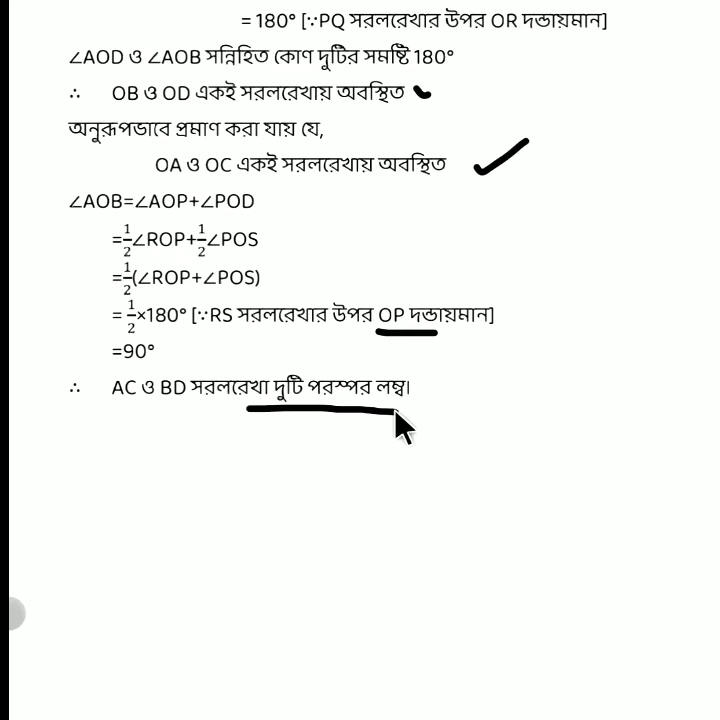 = 180° [∵PQ সরলরেখার উপর OR দন্ডায়মান]
∠AOD ও ∠AOB সন্নিহিত কোণ দুটির সমষ্টি 180°
∴ OB ও OD একই সরলরেখায় অবস্থিত
অনুরূপভাবে প্রমাণ করা যায় যে,
OA ও OC একই সরলরেখায় অবস্থিত
∠AOB=∠AOP+∠POD
=1/2∠ROP+1/2∠POS
=1/2(∠ROP+∠POS)
= 1/2×180° [∵RS সরলরেখার উপর OP দন্ডায়মান]
=90°
∴ AC ও BD সরলরেখা দুটি পরস্পর লম্ব।